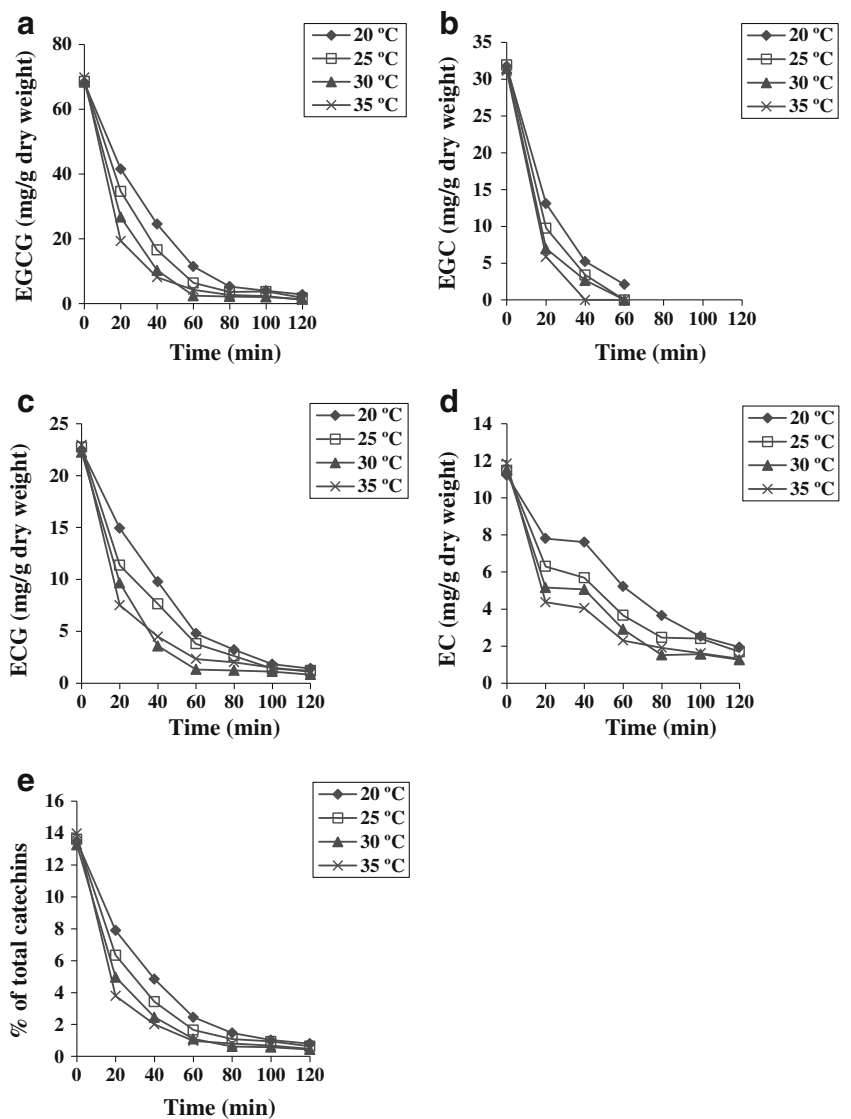 a
EGCG (mg/g dry weight)
80
60
40
20
0
0 20 40 60 80 100 120
Time (min)
20 ºC
25 ºC
30 ºC
35 ºC
b
EGC (mg/g dry weight)
35
30
25
20
15
10
5
0
0 20 40 60 80 100 120
Time (min)
20 ºC
25 ºC
30 ºC
35 ºC
c
ECG (mg/g dry weight)
25
20
15
10
5
0
0 20 40 60 80 100 120
Time (min)
20 ºC
25 ºC
30 ºC
35 ºC
d
EC (mg/g dry weight)
14
12
10
8
6
4
2
0
0 20 40 60 80 100 120
Time (min)
20 ºC
25 ºC
30 ºC
35 ºC
e
% of total catechins
16
14
12
10
8
6
4
2
0
0 20 40 60 80 100 120
Time (min)
20 ºC
25 ºC
30 ºC
35 ºC